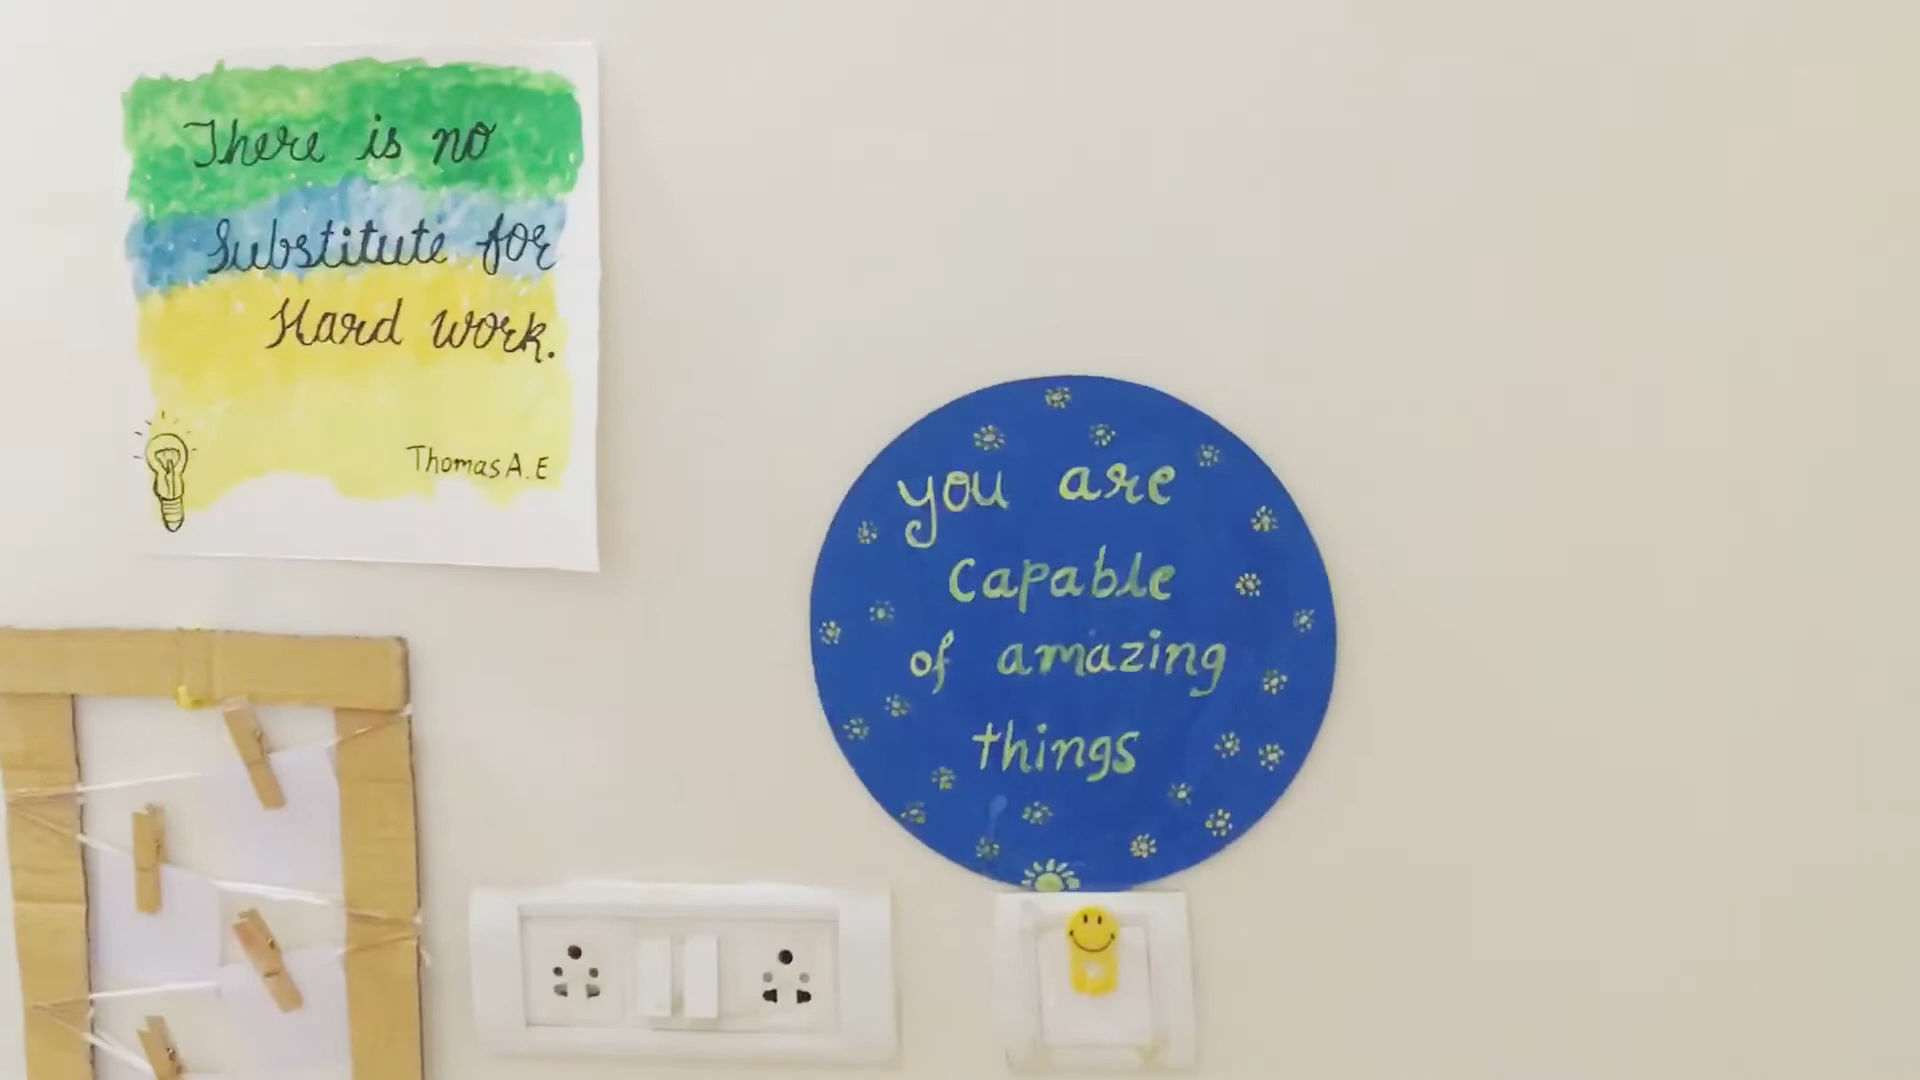 There is no
Substitute for
Hard work.
Thomas A. E
you are
capable
of amazing
things